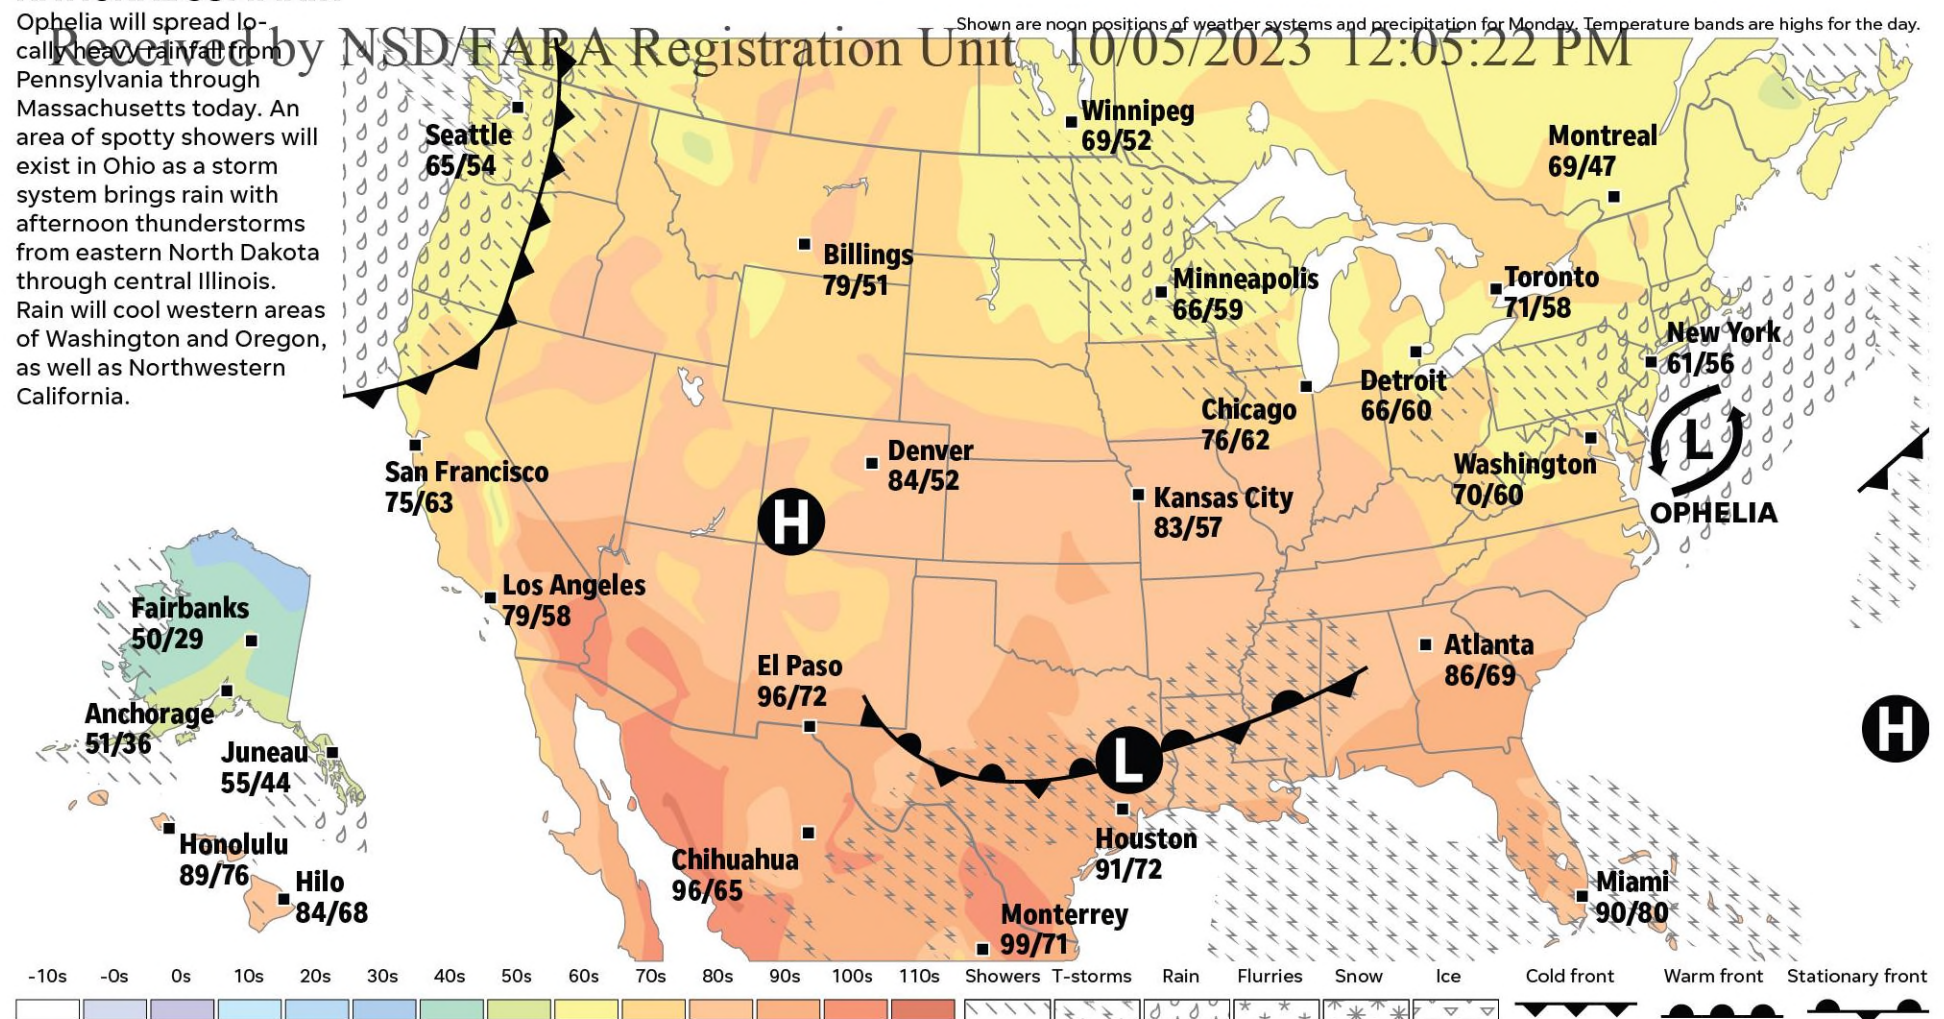 Ophelia will spread lo-
cally heavy rainfall from
Pennsylvania through
Massachusetts today. An
area of spotty showers will
exist in Ohio as a storm
system brings rain with
afternoon thunderstorms
from eastern North Dakota
through central Illinois.
Rain will cool western areas
of Washington and Oregon,
as well as Northwestern
California.
Shown are noon positions of weather systems and precipitation for Monday. Temperature bands are highs for the day.
Received by NSD/FARA Registration Unit 10/05/2023 12:05:22 PM
Seattle
65/54
Winnipeg
69/52
Montreal
69/47
Billings
79/51
Minneapolis
66/59
Toronto
71/58
New York
61/56
Detroit
66/60
Chicago
76/62
San Francisco
75/63
Denver
84/52
Kansas City
83/57
Washington
70/60
L
OPHELIA
H
Los Angeles
79/58
Fairbanks
50/29
Anchorage
51/36
Juneau
55/44
Honolulu
89/76
Hilo
84/68
El Paso
96/72
Atlanta
86/69
H
L
Houston
91/72
Chihuahua
96/65
Monterrey
99/71
Miami
90/80
-10s -0s 0s 10s 20s 30s 40s 50s 60s 70s 80s 90s 100s 110s Showers T-storms Rain Flurries Snow Ice Cold front Warm front Stationary front